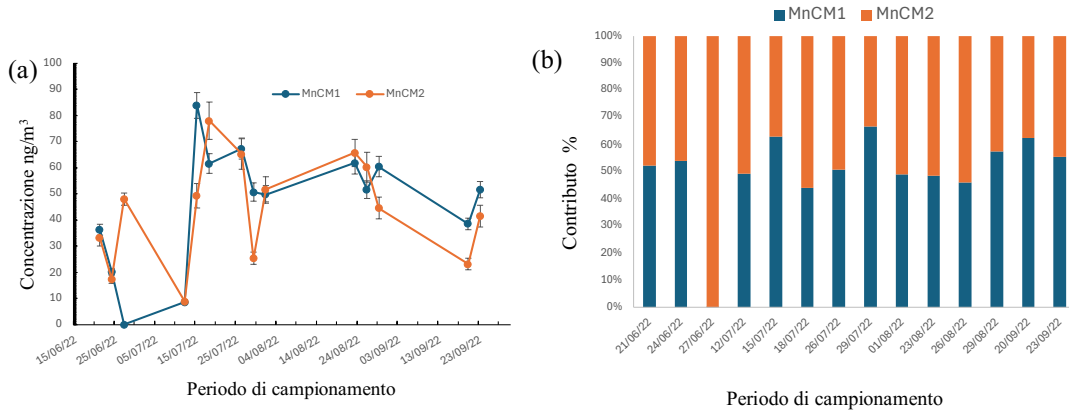 (a)
MnCM1 MnCM2
Concentrazione ng/m³
100
90
80
70
60
50
40
30
20
10
0
15/06/22 25/06/22 05/07/22 15/07/22 25/07/22 04/08/22 14/08/22 24/08/22 03/09/22 13/09/22 23/09/22
Periodo di campionamento
(b)
MnCM1 MnCM2
Contributo %
100%
90%
80%
70%
60%
50%
40%
30%
20%
10%
0%
21/06/22 24/06/22 27/06/22 12/07/22 15/07/22 18/07/22 26/07/22 29/07/22 01/08/22 23/08/22 26/08/22 29/08/22 20/09/22 23/09/22
Periodo di campionamento